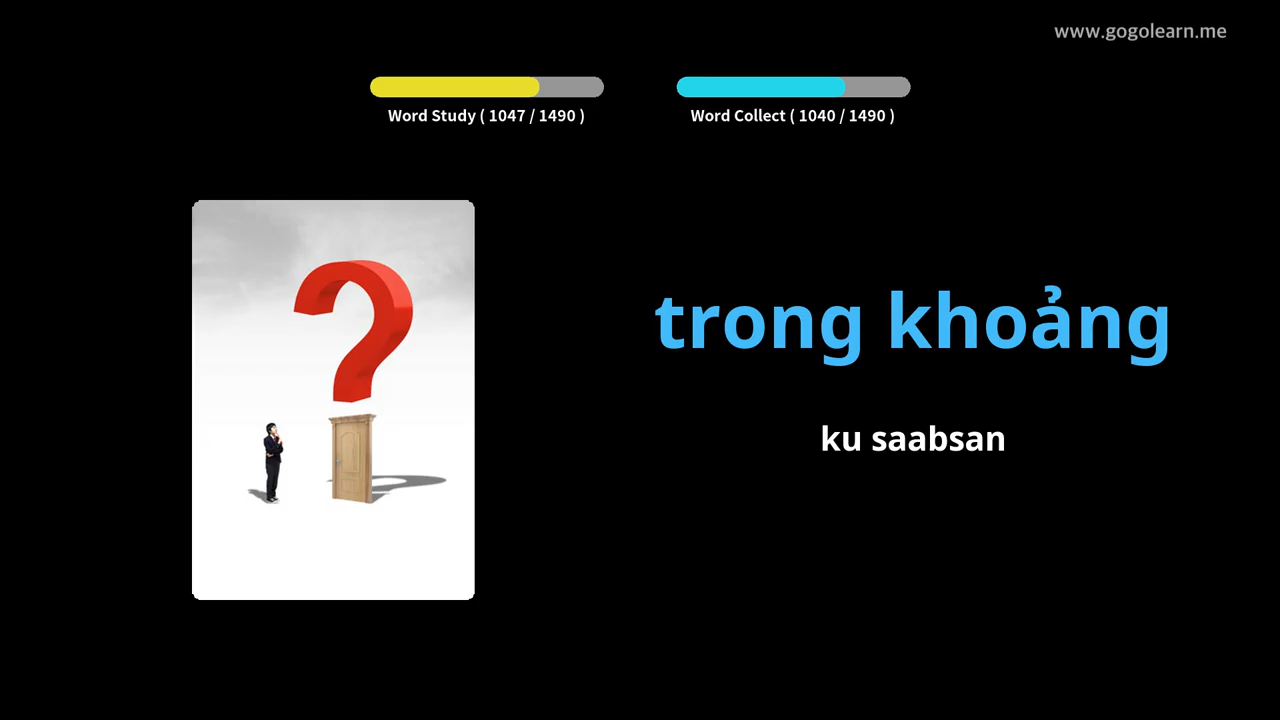 www.gogolearn.me
Word Study ( 1047 / 1490 )
Word Collect ( 1040 / 1490 )
trong khoảng
ku saabsan